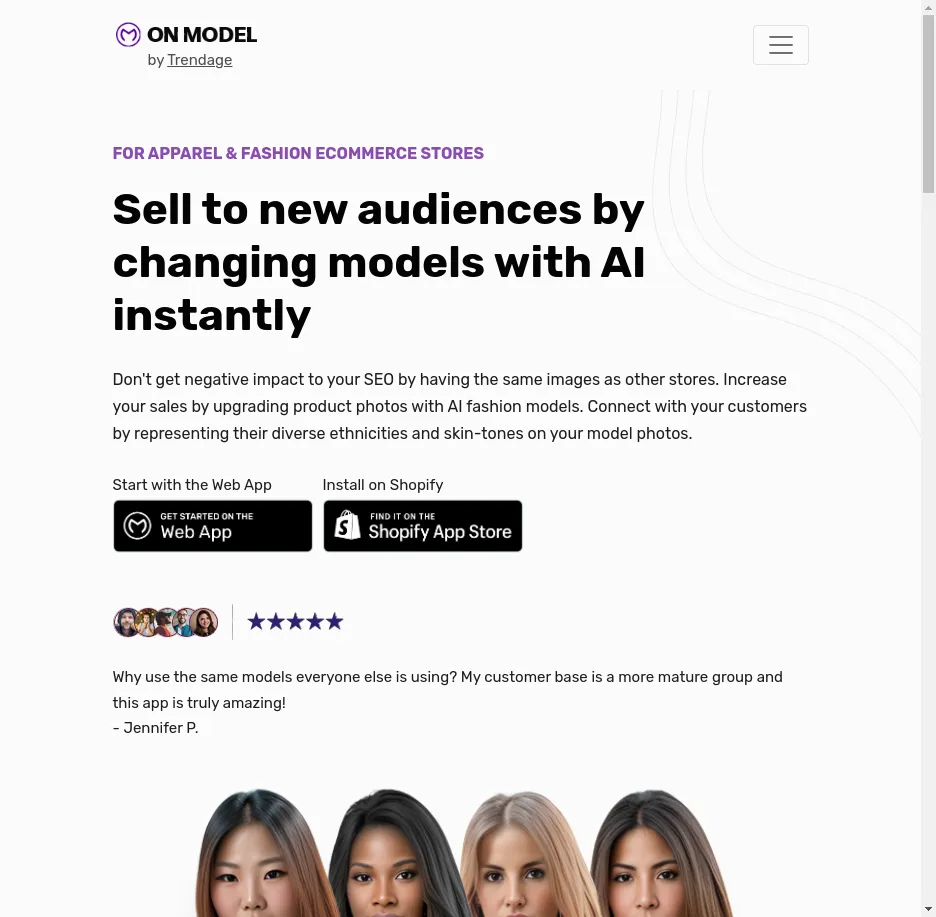 ON MODEL
by Trendage
FOR APPAREL & FASHION ECOMMERCE STORES
Sell to new audiences by
changing models with AI
instantly
Don't get negative impact to your SEO by having the same images as other stores. Increase
your sales by upgrading product photos with AI fashion models. Connect with your customers
by representing their diverse ethnicities and skin-tones on your model photos.
Start with the Web App
Install on Shopify
GET STARTED ON THE
Web App
FIND IT ON THE
Shopify App Store
Why use the same models everyone else is using? My customer base is a more mature group and
this app is truly amazing!
- Jennifer P.